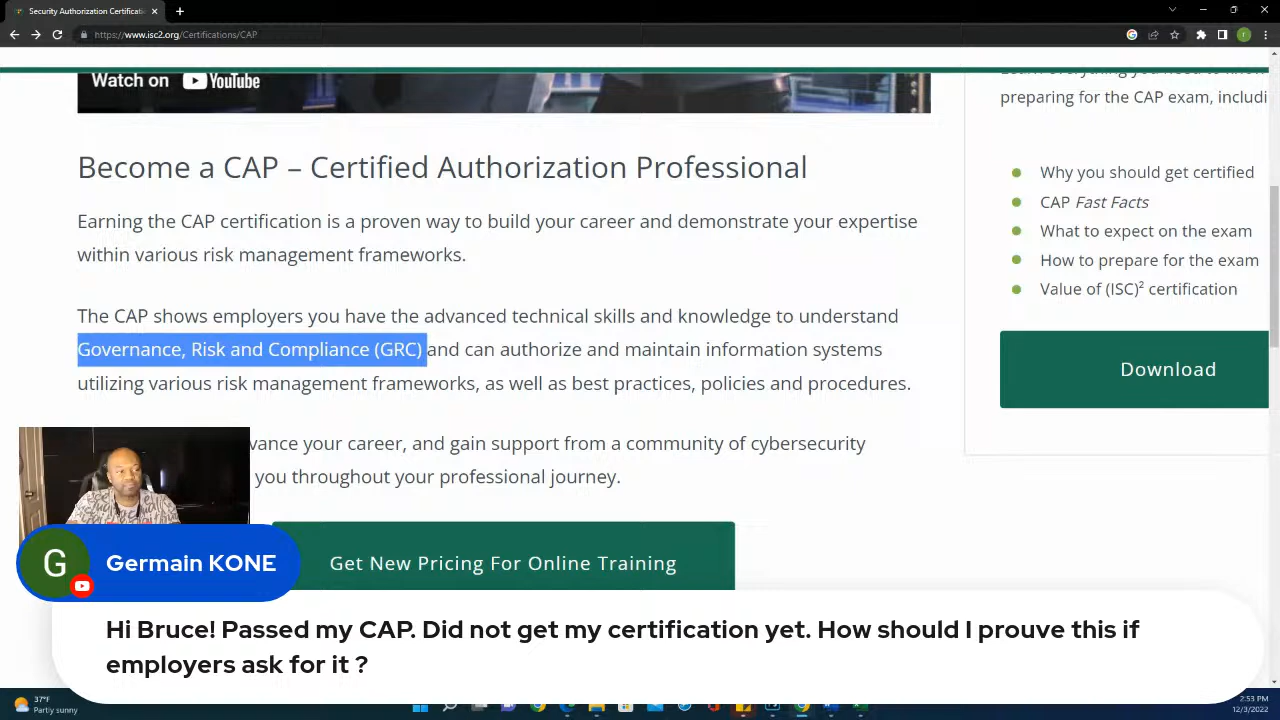 Security Authorization Certificati
https://www.isc2.org/Certifications/CAP
Watch on YouTube
preparing for the CAP exam, includi
Become a CAP – Certified Authorization Professional
Why you should get certified
Earning the CAP certification is a proven way to build your career and demonstrate your expertise
CAP Fast Facts
What to expect on the exam
within various risk management frameworks.
How to prepare for the exam
Value of (ISC)² certification
The CAP shows employers you have the advanced technical skills and knowledge to understand
Governance, Risk and Compliance (GRC) and can authorize and maintain information systems
Download
utilizing various risk management frameworks, as well as best practices, policies and procedures.
vance your career, and gain support from a community of cybersecurity
you throughout your professional journey.
G
Germain KONE
Get New Pricing For Online Training
Hi Bruce! Passed my CAP. Did not get my certification yet. How should I prouve this if
employers ask for it ?
37°F
Partly sunny
2:53 PM
12/3/2022